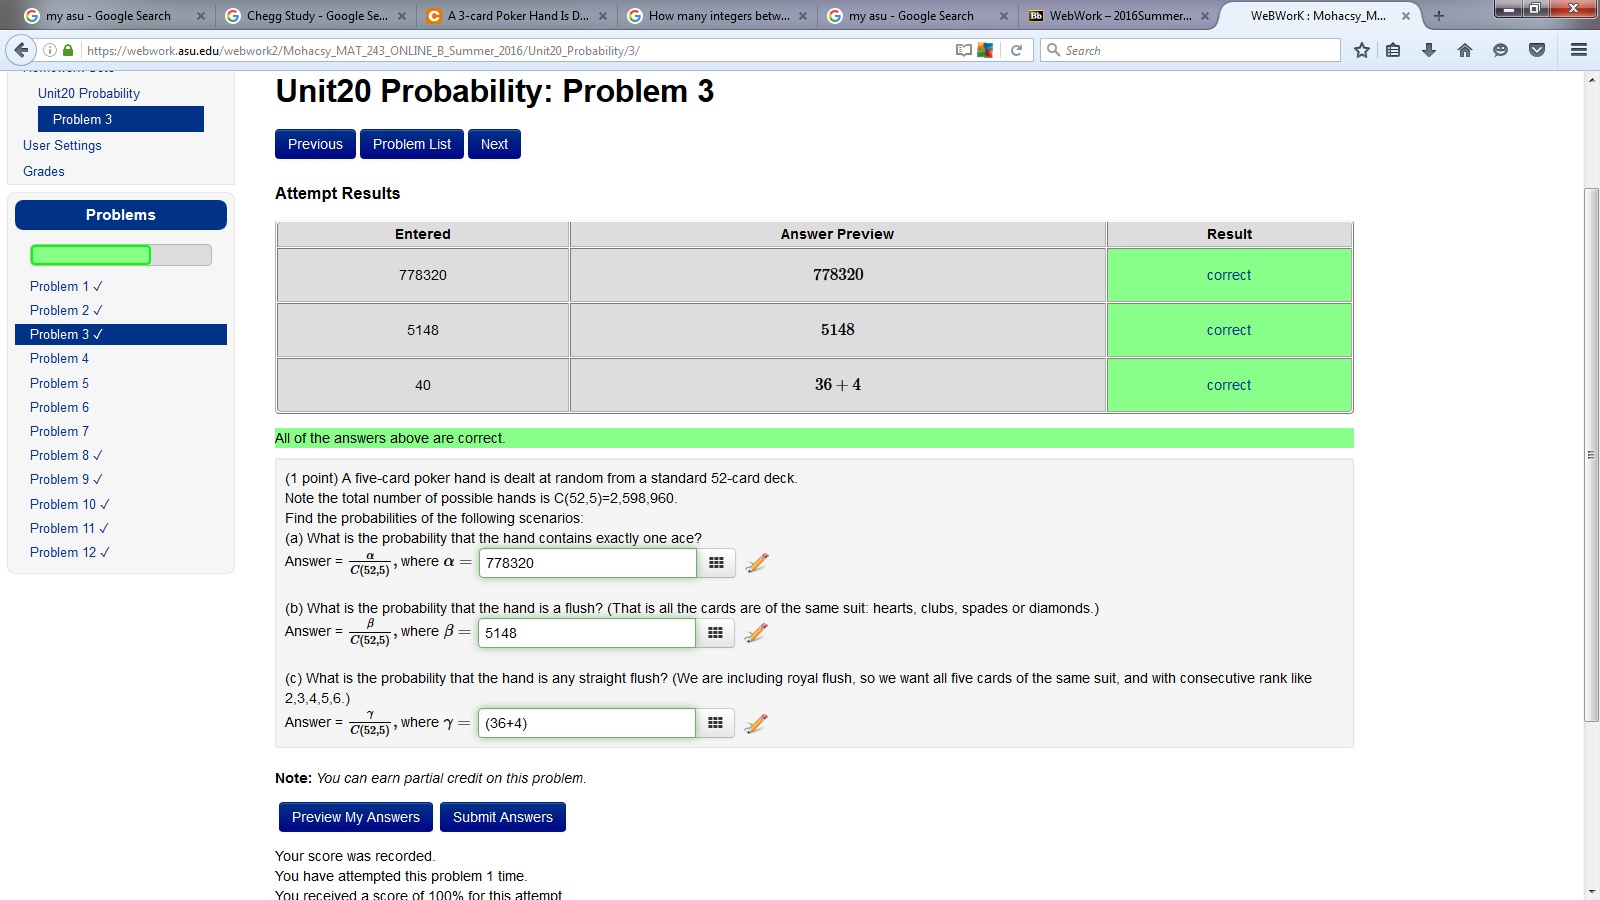 my asu - Google Search
Chegg Study - Google Se...
A 3-card Poker Hand Is D...
How many integers betw...
my asu - Google Search
Bb WebWork – 2016Summer...
WeBWorK : Mohacsy_M...
https://webwork.asu.edu/webwork2/Mohacsy_MAT_243_ONLINE_B_Summer_2016/Unit20_Probability/3/
Search
Unit20 Probability
Problem 3
User Settings
Grades
Problems
Problem 1 ✓
Problem 2 ✓
Problem 3 ✓
Problem 4
Problem 5
Problem 6
Problem 7
Problem 8 ✓
Problem 9 ✓
Problem 10 ✓
Problem 11 ✓
Problem 12 ✓
Unit20 Probability: Problem 3
Previous Problem List Next
Attempt Results
Entered Answer Preview Result
778320 778320 correct
5148 5148 correct
40 36 + 4 correct
All of the answers above are correct.
(1 point) A five-card poker hand is dealt at random from a standard 52-card deck.
Note the total number of possible hands is C(52,5)=2,598,960.
Find the probabilities of the following scenarios:
(a) What is the probability that the hand contains exactly one ace?
Answer = α/C(52,5), where α = 778320
(b) What is the probability that the hand is a flush? (That is all the cards are of the same suit: hearts, clubs, spades or diamonds.)
Answer = β/C(52,5), where β = 5148
(c) What is the probability that the hand is any straight flush? (We are including royal flush, so we want all five cards of the same suit, and with consecutive rank like
2,3,4,5,6.)
Answer = γ/C(52,5), where γ = (36+4)
Note: You can earn partial credit on this problem.
Preview My Answers Submit Answers
Your score was recorded.
You have attempted this problem 1 time.
You received a score of 100% for this attempt